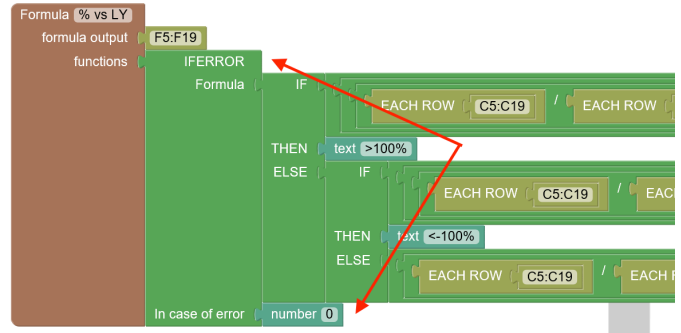 Formula % vs LY
formula output F5:F19
functions IFERROR
Formula IF EACH ROW C5:C19 / EACH ROW
THEN text >100%
ELSE IF EACH ROW C5:C19 /
THEN text <-100%
ELSE EACH ROW C5:C19 /
In case of error number 0